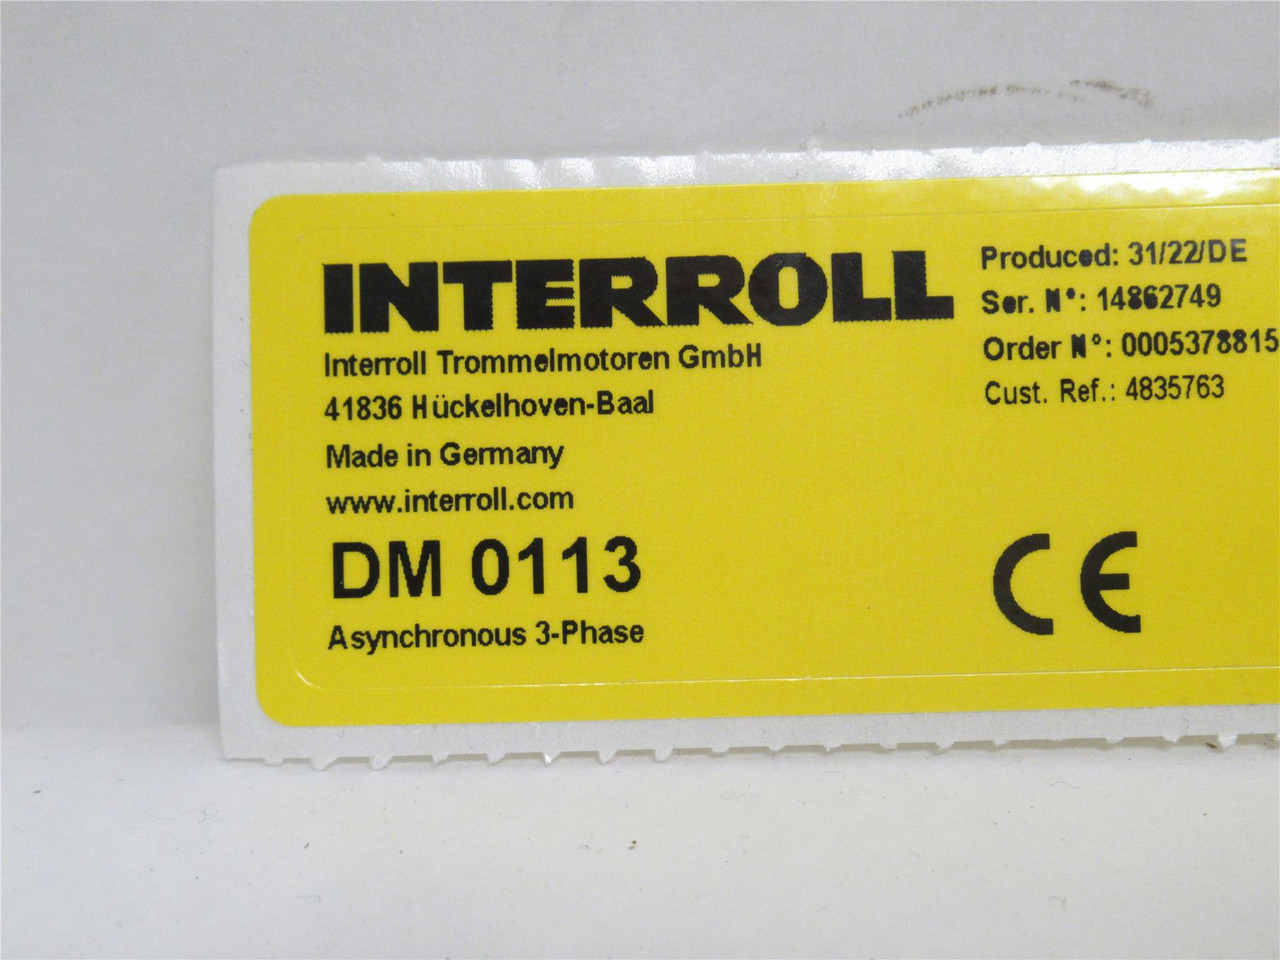 INTERROLL
Interroll Trommelmotoren GmbH
41836 Hückelhoven-Baal
Made in Germany
www.interroll.com
DM 0113
Asynchronous 3-Phase
Produced: 31/22/DE
Ser. N°: 14862749
Order N°: 0005378815
Cust. Ref.: 4835763
CE